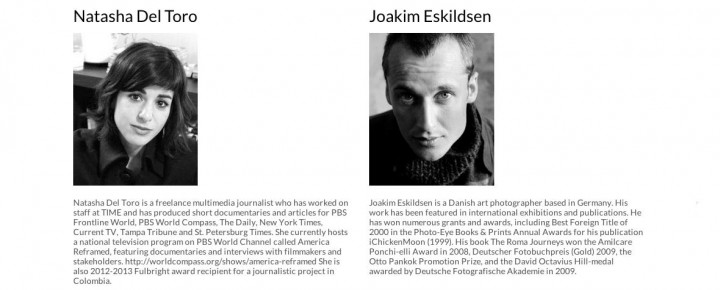 Natasha Del Toro
Natasha Del Toro is a freelance multimedia journalist who has worked on
staff at TIME and has produced short documentaries and articles for PBS
Frontline World, PBS World Compass, The Daily, New York Times,
Current TV, Tampa Tribune and St. Petersburg Times. She currently hosts
a national television program on PBS World Channel called America
Reframed, featuring documentaries and interviews with filmmakers and
stakeholders. http://worldcompass.org/shows/america-reframed She is
also 2012-2013 Fulbright award recipient for a journalistic project in
Colombia.
Joakim Eskildsen
Joakim Eskildsen is a Danish art photographer based in Germany. His
work has been featured in international exhibitions and publications. He
has won numerous grants and awards, including Best Foreign Title of
2000 in the Photo-Eye Books & Prints Annual Awards for his publication
iChickenMoon (1999), His book The Roma Journeys won the Amilcare
Ponchi-elli Award in 2008, Deutscher Fotobuchpreis (Gold) 2009, the
Otto Pankok Promotion Prize, and the David Octavius Hill-medal
awarded by Deutsche Fotografische Akademie in 2009.